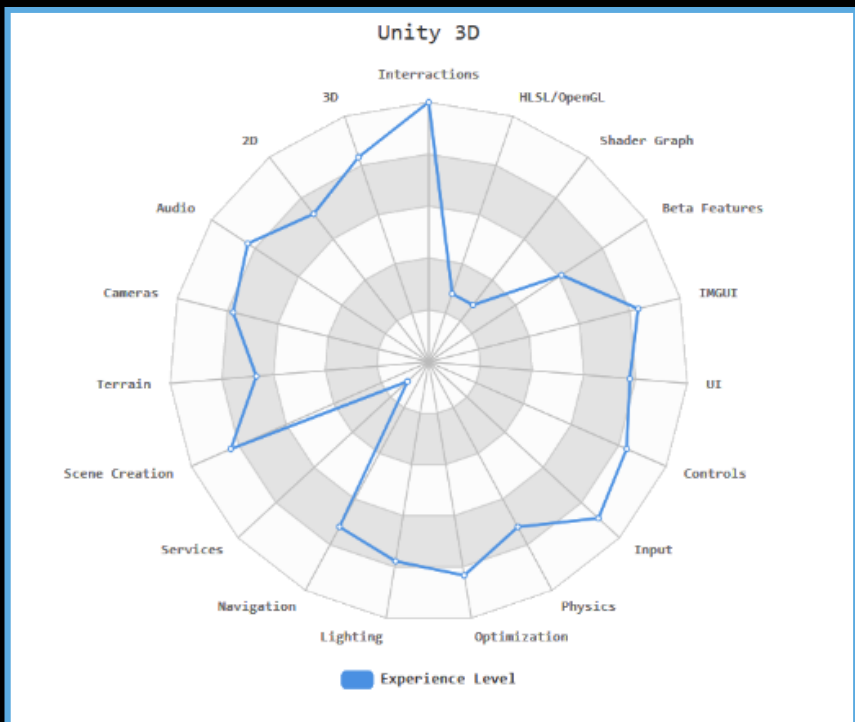 Unity 3D
Interractions
3D
HLSL/OpenGL
2D
Shader Graph
Audio
Beta Features
Cameras
IMGUI
Terrain
UI
Scene Creation
Controls
Services
Input
Navigation
Physics
Lighting
Optimization
Experience Level